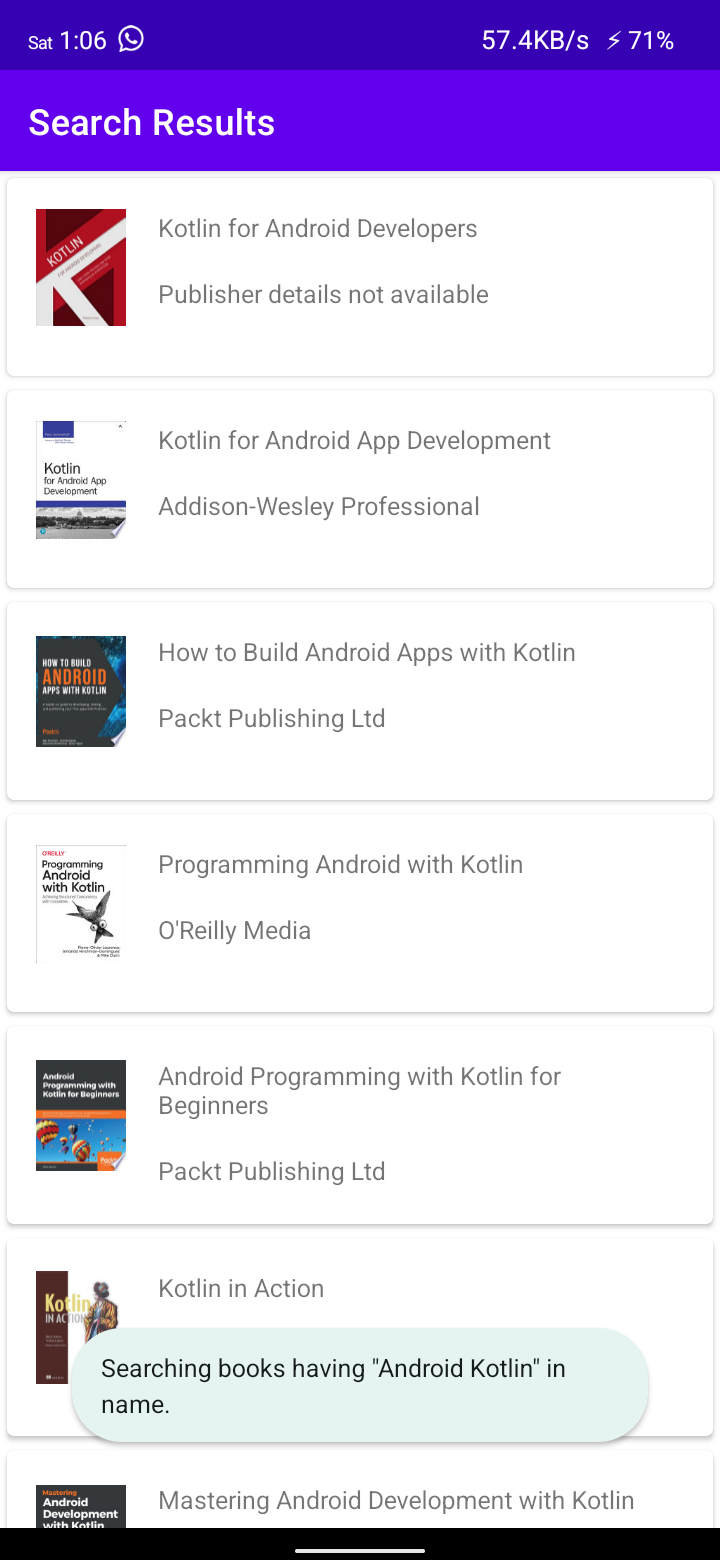 Sat 1:06 57.4KB/s 71%
Search Results
KOTLIN
FOR ANDROID DEVELOPERS
Kotlin for Android Developers
Publisher details not available
Kotlin
for Android App
Development
Kotlin for Android App Development
Addison-Wesley Professional
HOW TO BUILD
ANDROID
APPS WITH KOTLIN
Packt
How to Build Android Apps with Kotlin
Packt Publishing Ltd
O'REILLY
Programming
Android
with Kotlin
Programming Android with Kotlin
O'Reilly Media
Android
Programming with
Kotlin for Beginners
Packt
Android Programming with Kotlin for
Beginners
Packt Publishing Ltd
Kotlin
IN ACTION
Kotlin in Action
Searching books having "Android Kotlin" in
name.
Mastering
Android
Development
with Kotlin
Mastering Android Development with Kotlin